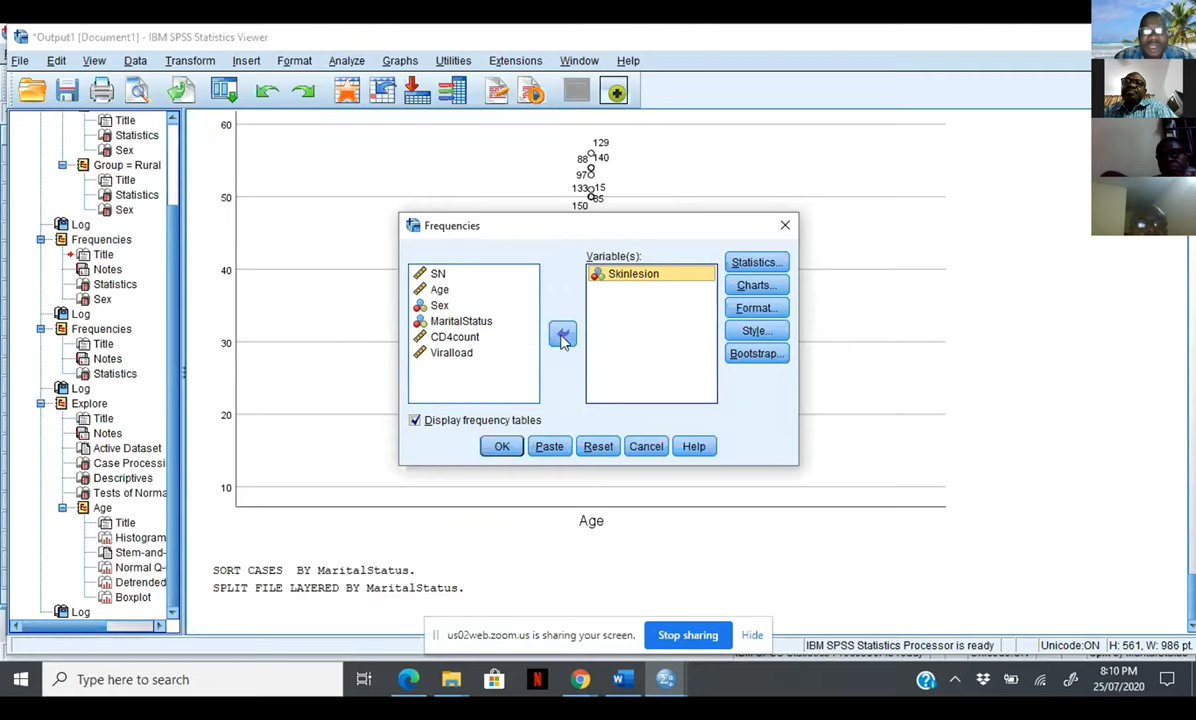 *Output1 [Document1] - IBM SPSS Statistics Viewer
File Edit View Data Transform Insert Format Analyze Graphs Utilities Extensions Window Help
Title
Statistics
Sex
Group = Rural
Title
Statistics
Sex
Log
Frequencies
Title
Notes
Statistics
Sex
Log
Frequencies
Title
Notes
Statistics
Log
Explore
Title
Notes
Active Dataset
Case Processi
Descriptives
Tests of Norma
Age
Title
Histogram
Stem-and-
Normal Q-
Detrended
Boxplot
Log
60
50
40
30
20
10
129
88 140
97
133 15
85
150
Age
Frequencies
SN
Age
Sex
MaritalStatus
CD4count
Viralload
Variable(s):
Skinlesion
Statistics...
Charts...
Format...
Style...
Bootstrap...
Display frequency tables
OK Paste Reset Cancel Help
SORT CASES BY MaritalStatus.
SPLIT FILE LAYERED BY MaritalStatus.
us02web.zoom.us is sharing your screen. Stop sharing Hide
IBM SPSS Statistics Processor is ready Unicode:ON H: 561, W: 986 pt.
Type here to search
8:10 PM
25/07/2020